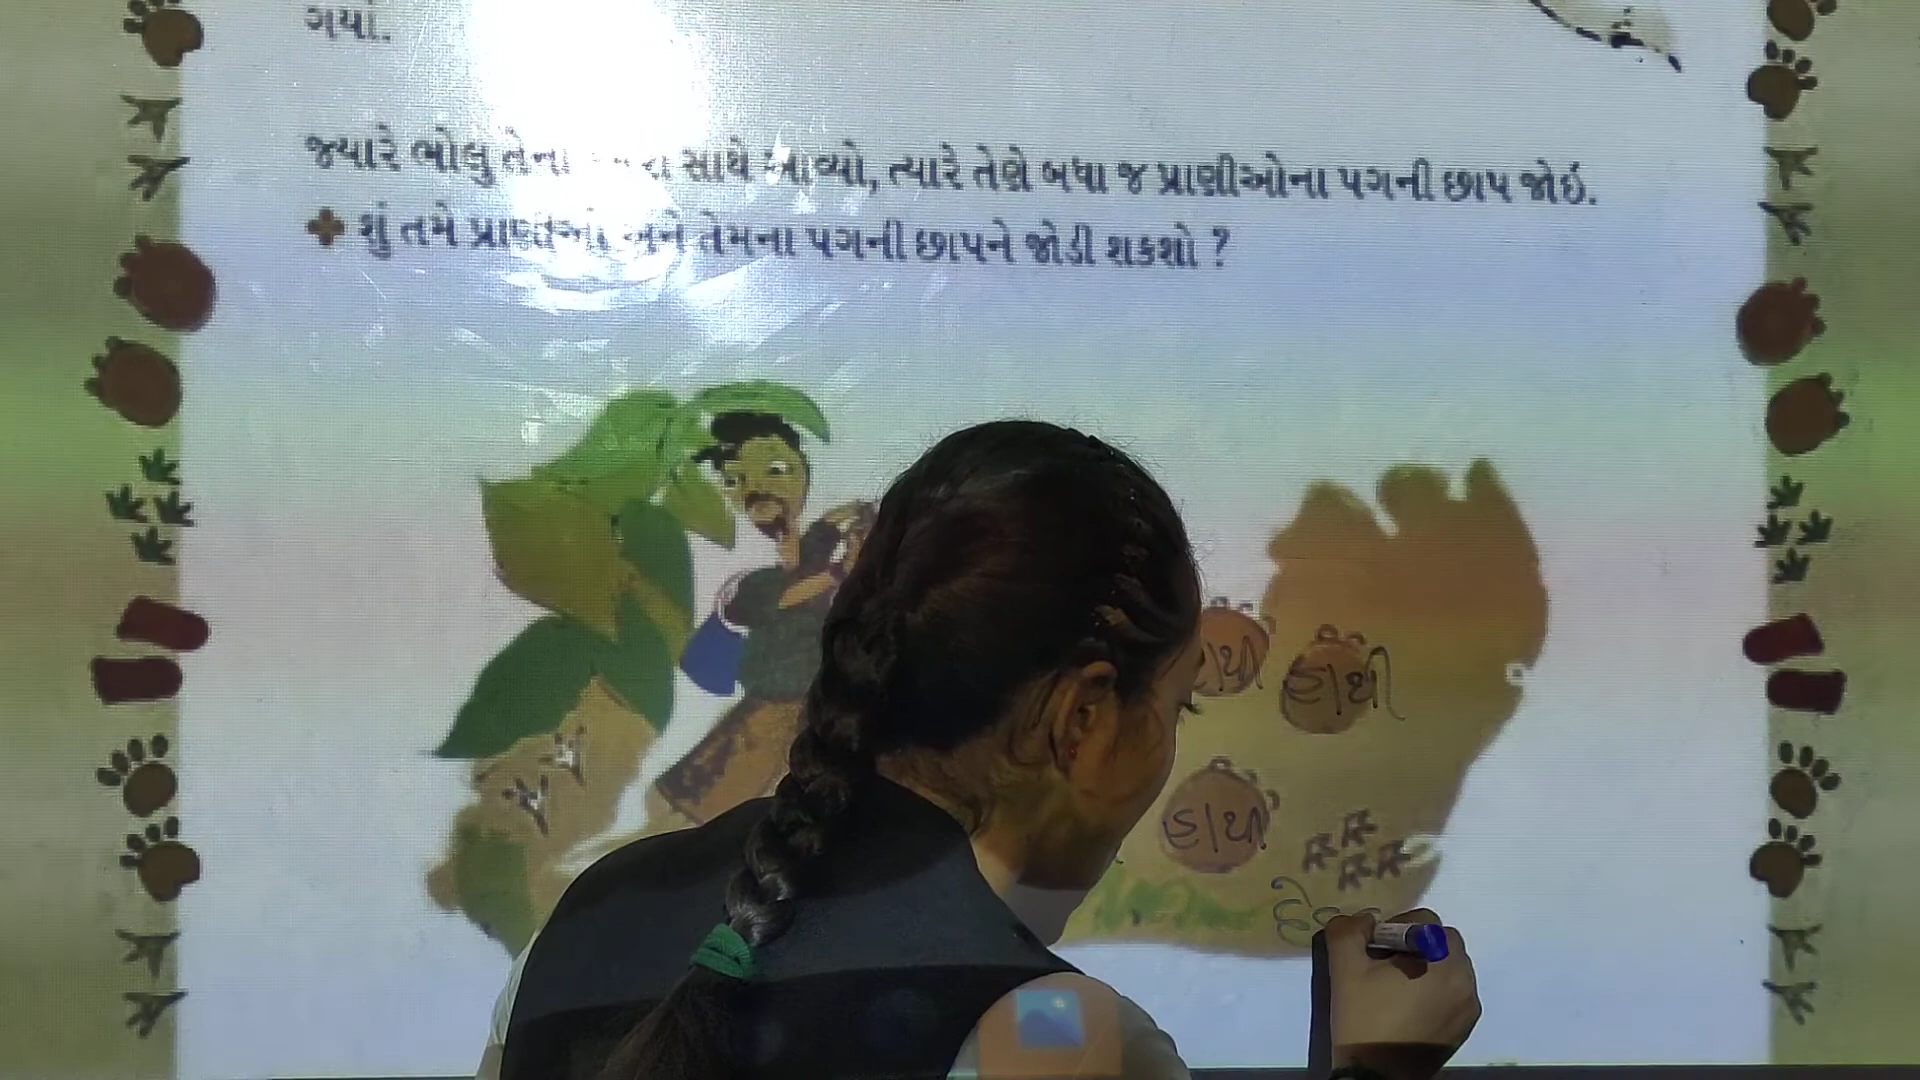 ગયાં.
જ્યારે ભોલુ તેના સાથે આવ્યો, ત્યારે તેણે બધા જ પ્રાણીઓના પગની છાપ જોઈ.
શું તમે પ્રાણીઓ અને તેમના પગની છાપને જોડી શકશો ?
હાથી
હાથી